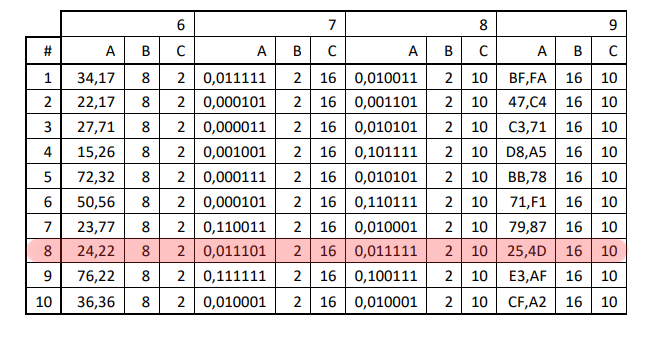 6 7 8 9
# A B C A B C A B C A B C
1 34,17 8 2 0,011111 2 16 0,010011 2 10 BF,FA 16 10
2 22,17 8 2 0,000101 2 16 0,001101 2 10 47,C4 16 10
3 27,71 8 2 0,000011 2 16 0,010101 2 10 C3,71 16 10
4 15,26 8 2 0,001001 2 16 0,101111 2 10 D8,A5 16 10
5 72,32 8 2 0,000111 2 16 0,010101 2 10 BB,78 16 10
6 50,56 8 2 0,000101 2 16 0,110111 2 10 71,F1 16 10
7 23,77 8 2 0,110011 2 16 0,010001 2 10 79,87 16 10
8 24,22 8 2 0,011101 2 16 0,011111 2 10 25,4D 16 10
9 76,22 8 2 0,111111 2 16 0,100111 2 10 E3,AF 16 10
10 36,36 8 2 0,010001 2 16 0,010001 2 10 CF,A2 16 10